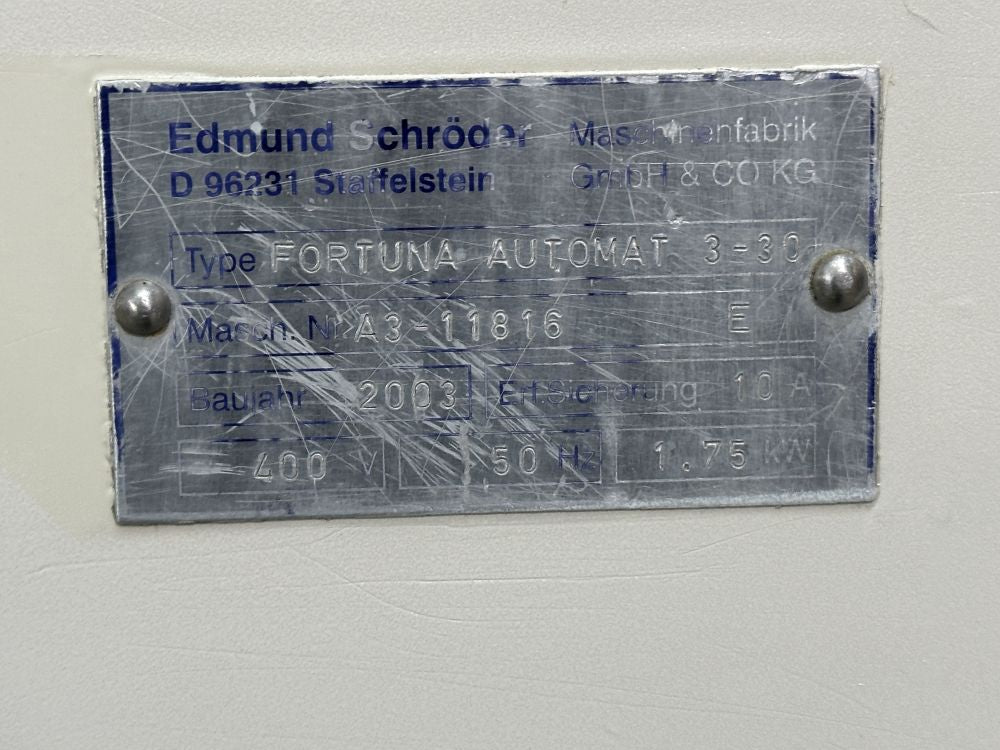 Edmund Schröder Maschinenfabrik
D 96231 Staffelstein GmbH & CO KG
Type FORTUNA AUTOMAT 3-30
Masch. Nr. A3-11816 E
Baujahr 2003 Erf.Sicherung 10 A
400 V 50 Hz 1.75 KW